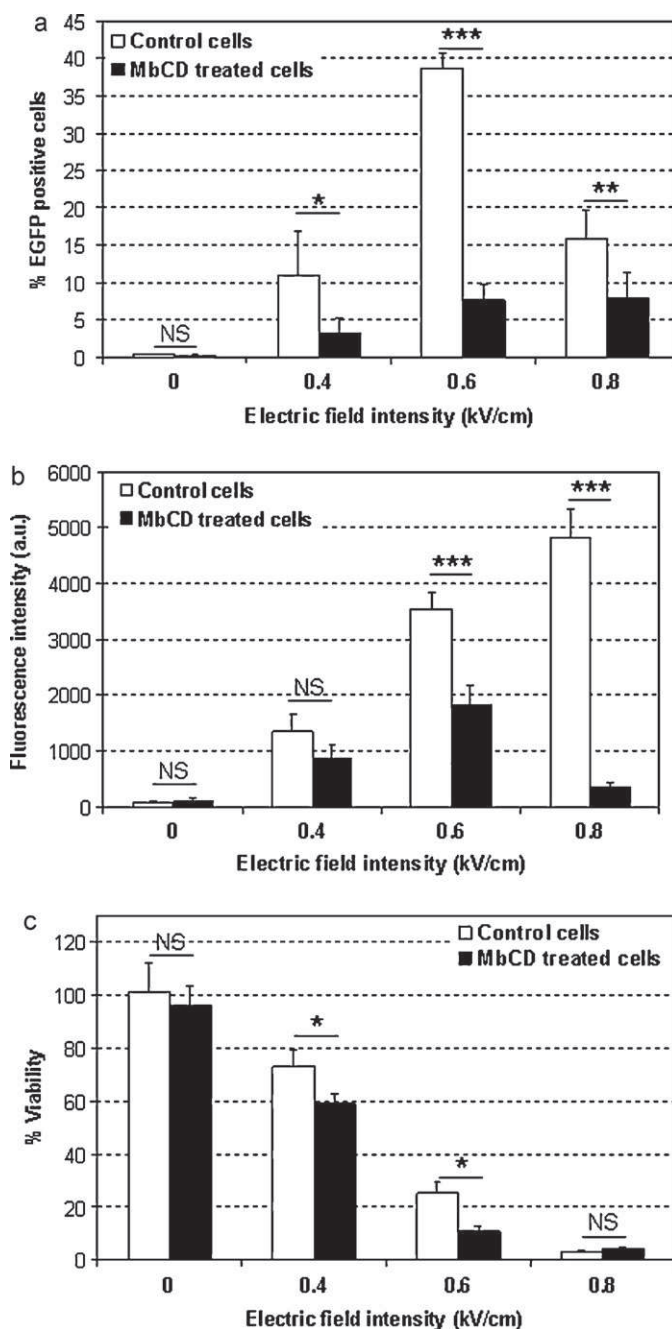 a
Control cells
MbCD treated cells
% EGFP positive cells
45
40
35
30
25
20
15
10
5
0
NS
*
***
**
0 0.4 0.6 0.8
Electric field intensity (kV/cm)
b
Control cells
MbCD treated cells
Fluorescence intensity (a.u.)
6000
5000
4000
3000
2000
1000
0
NS
NS
***
***
0 0.4 0.6 0.8
Electric field intensity (kV/cm)
c
Control cells
MbCD treated cells
% Viability
120
100
80
60
40
20
0
NS
*
*
NS
0 0.4 0.6 0.8
Electric field intensity (kV/cm)